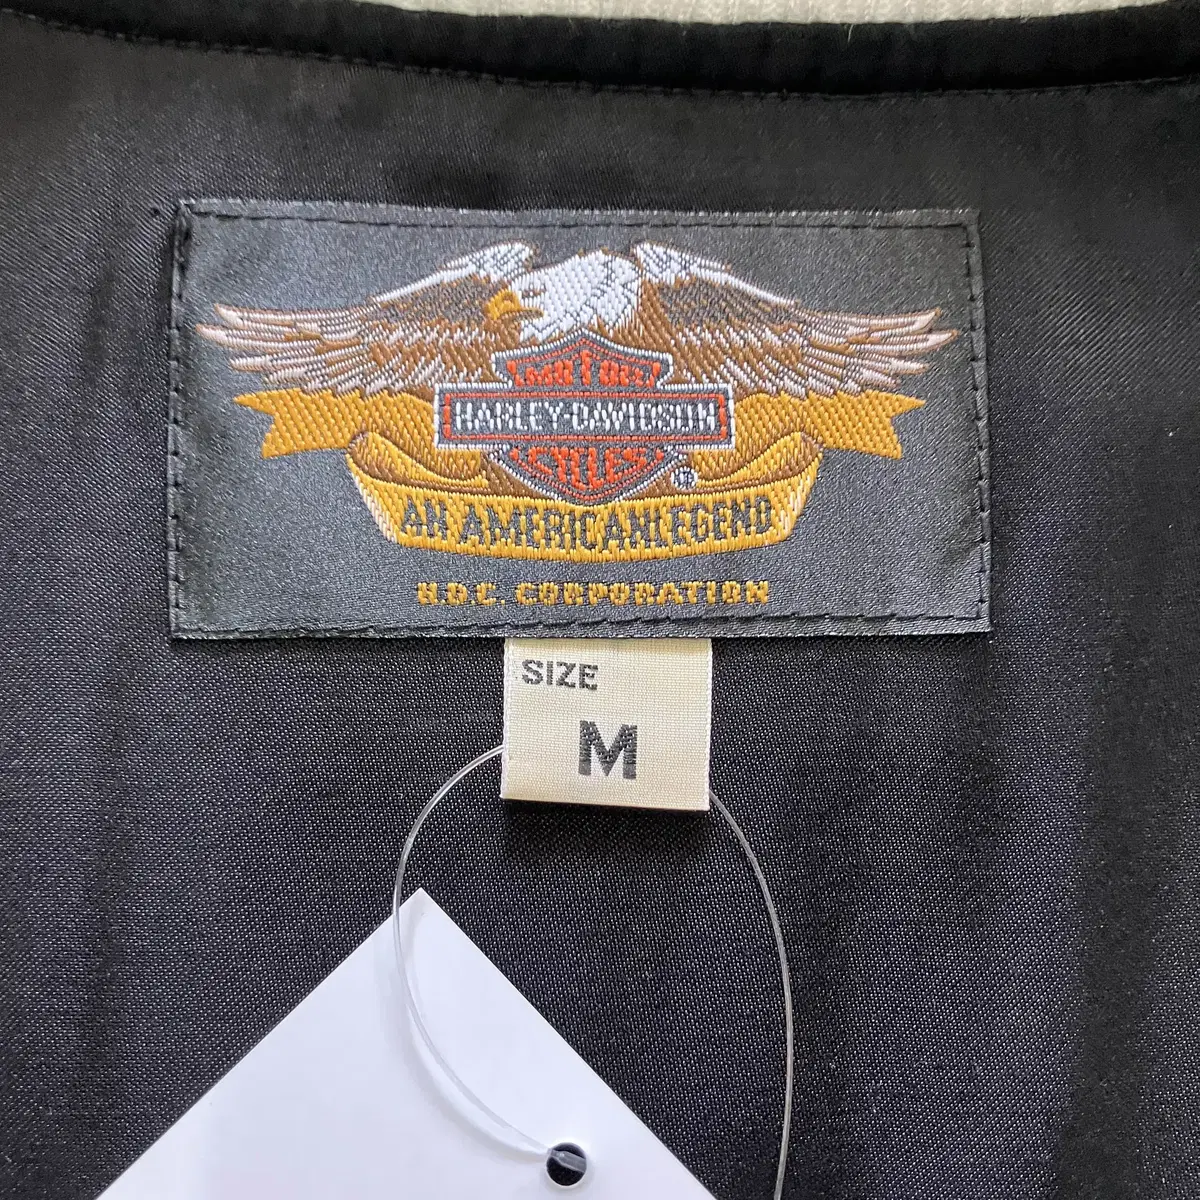 MOTOR
HARLEY-DAVIDSON
CYCLES
®
AN AMERICAN LEGEND
H.D.C. CORPORATION
SIZE
M